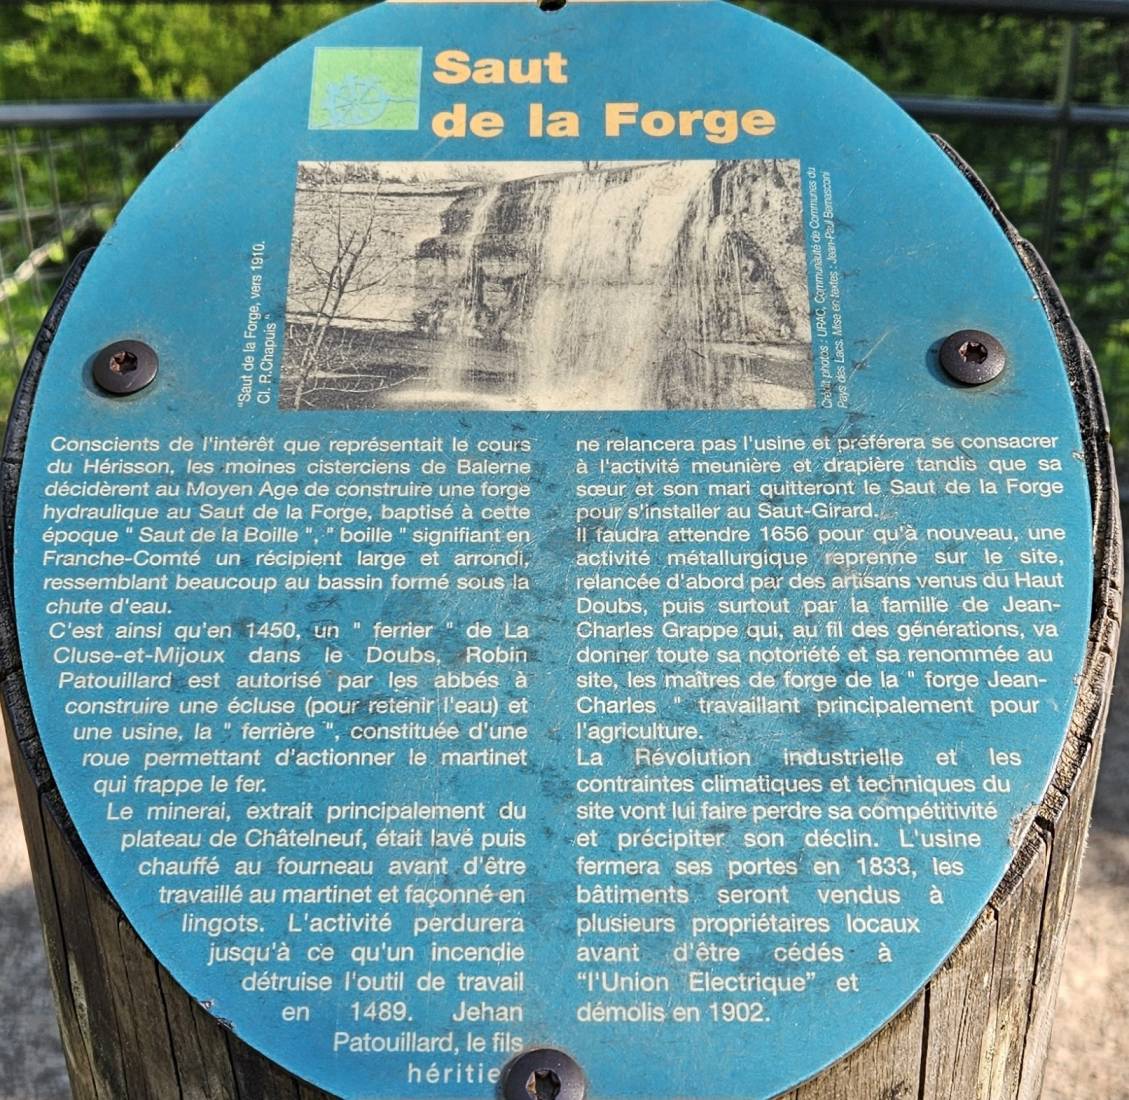 Saut
de la Forge
"Saut de la Forge, vers 1910.
Cl. R.Chapuis"
Crédit photos : URAC, Communauté de Communes du
Pays des Lacs. Mise en textes : Jean-Paul Bernasconi
Conscients de l'intérêt que représentait le cours
du Hérisson, les moines cisterciens de Balerne
décidèrent au Moyen Age de construire une forge
hydraulique au Saut de la Forge, baptisé à cette
époque " Saut de la Boille ", " boille " signifiant en
Franche-Comté un récipient large et arrondi,
ressemblant beaucoup au bassin formé sous la
chute d'eau.
C'est ainsi qu'en 1450, un " ferrier " de La
Cluse-et-Mijoux dans le Doubs, Robin
Patouillard est autorisé par les abbés à
construire une écluse (pour retenir l'eau) et
une usine, la " ferrière ", constituée d'une
roue permettant d'actionner le martinet
qui frappe le fer.
Le minerai, extrait principalement du
plateau de Châtelneuf, était lavé puis
chauffé au fourneau avant d'être
travaillé au martinet et façonné en
lingots. L'activité perdurera
jusqu'à ce qu'un incendie
détruise l'outil de travail
en 1489. Jehan
Patouillard, le fils
héritie
ne relancera pas l'usine et préférera se consacrer
à l'activité meunière et drapière tandis que sa
sœur et son mari quitteront le Saut de la Forge
pour s'installer au Saut-Girard.
Il faudra attendre 1656 pour qu'à nouveau, une
activité métallurgique reprenne sur le site,
relancée d'abord par des artisans venus du Haut
Doubs, puis surtout par la famille de Jean-
Charles Grappe qui, au fil des générations, va
donner toute sa notoriété et sa renommée au
site, les maîtres de forge de la " forge Jean-
Charles " travaillant principalement pour
l'agriculture.
La Révolution industrielle et les
contraintes climatiques et techniques du
site vont lui faire perdre sa compétitivité
et précipiter son déclin. L'usine
fermera ses portes en 1833, les
bâtiments seront vendus à
plusieurs propriétaires locaux
avant d'être cédés à
“l'Union Electrique” et
démolis en 1902.